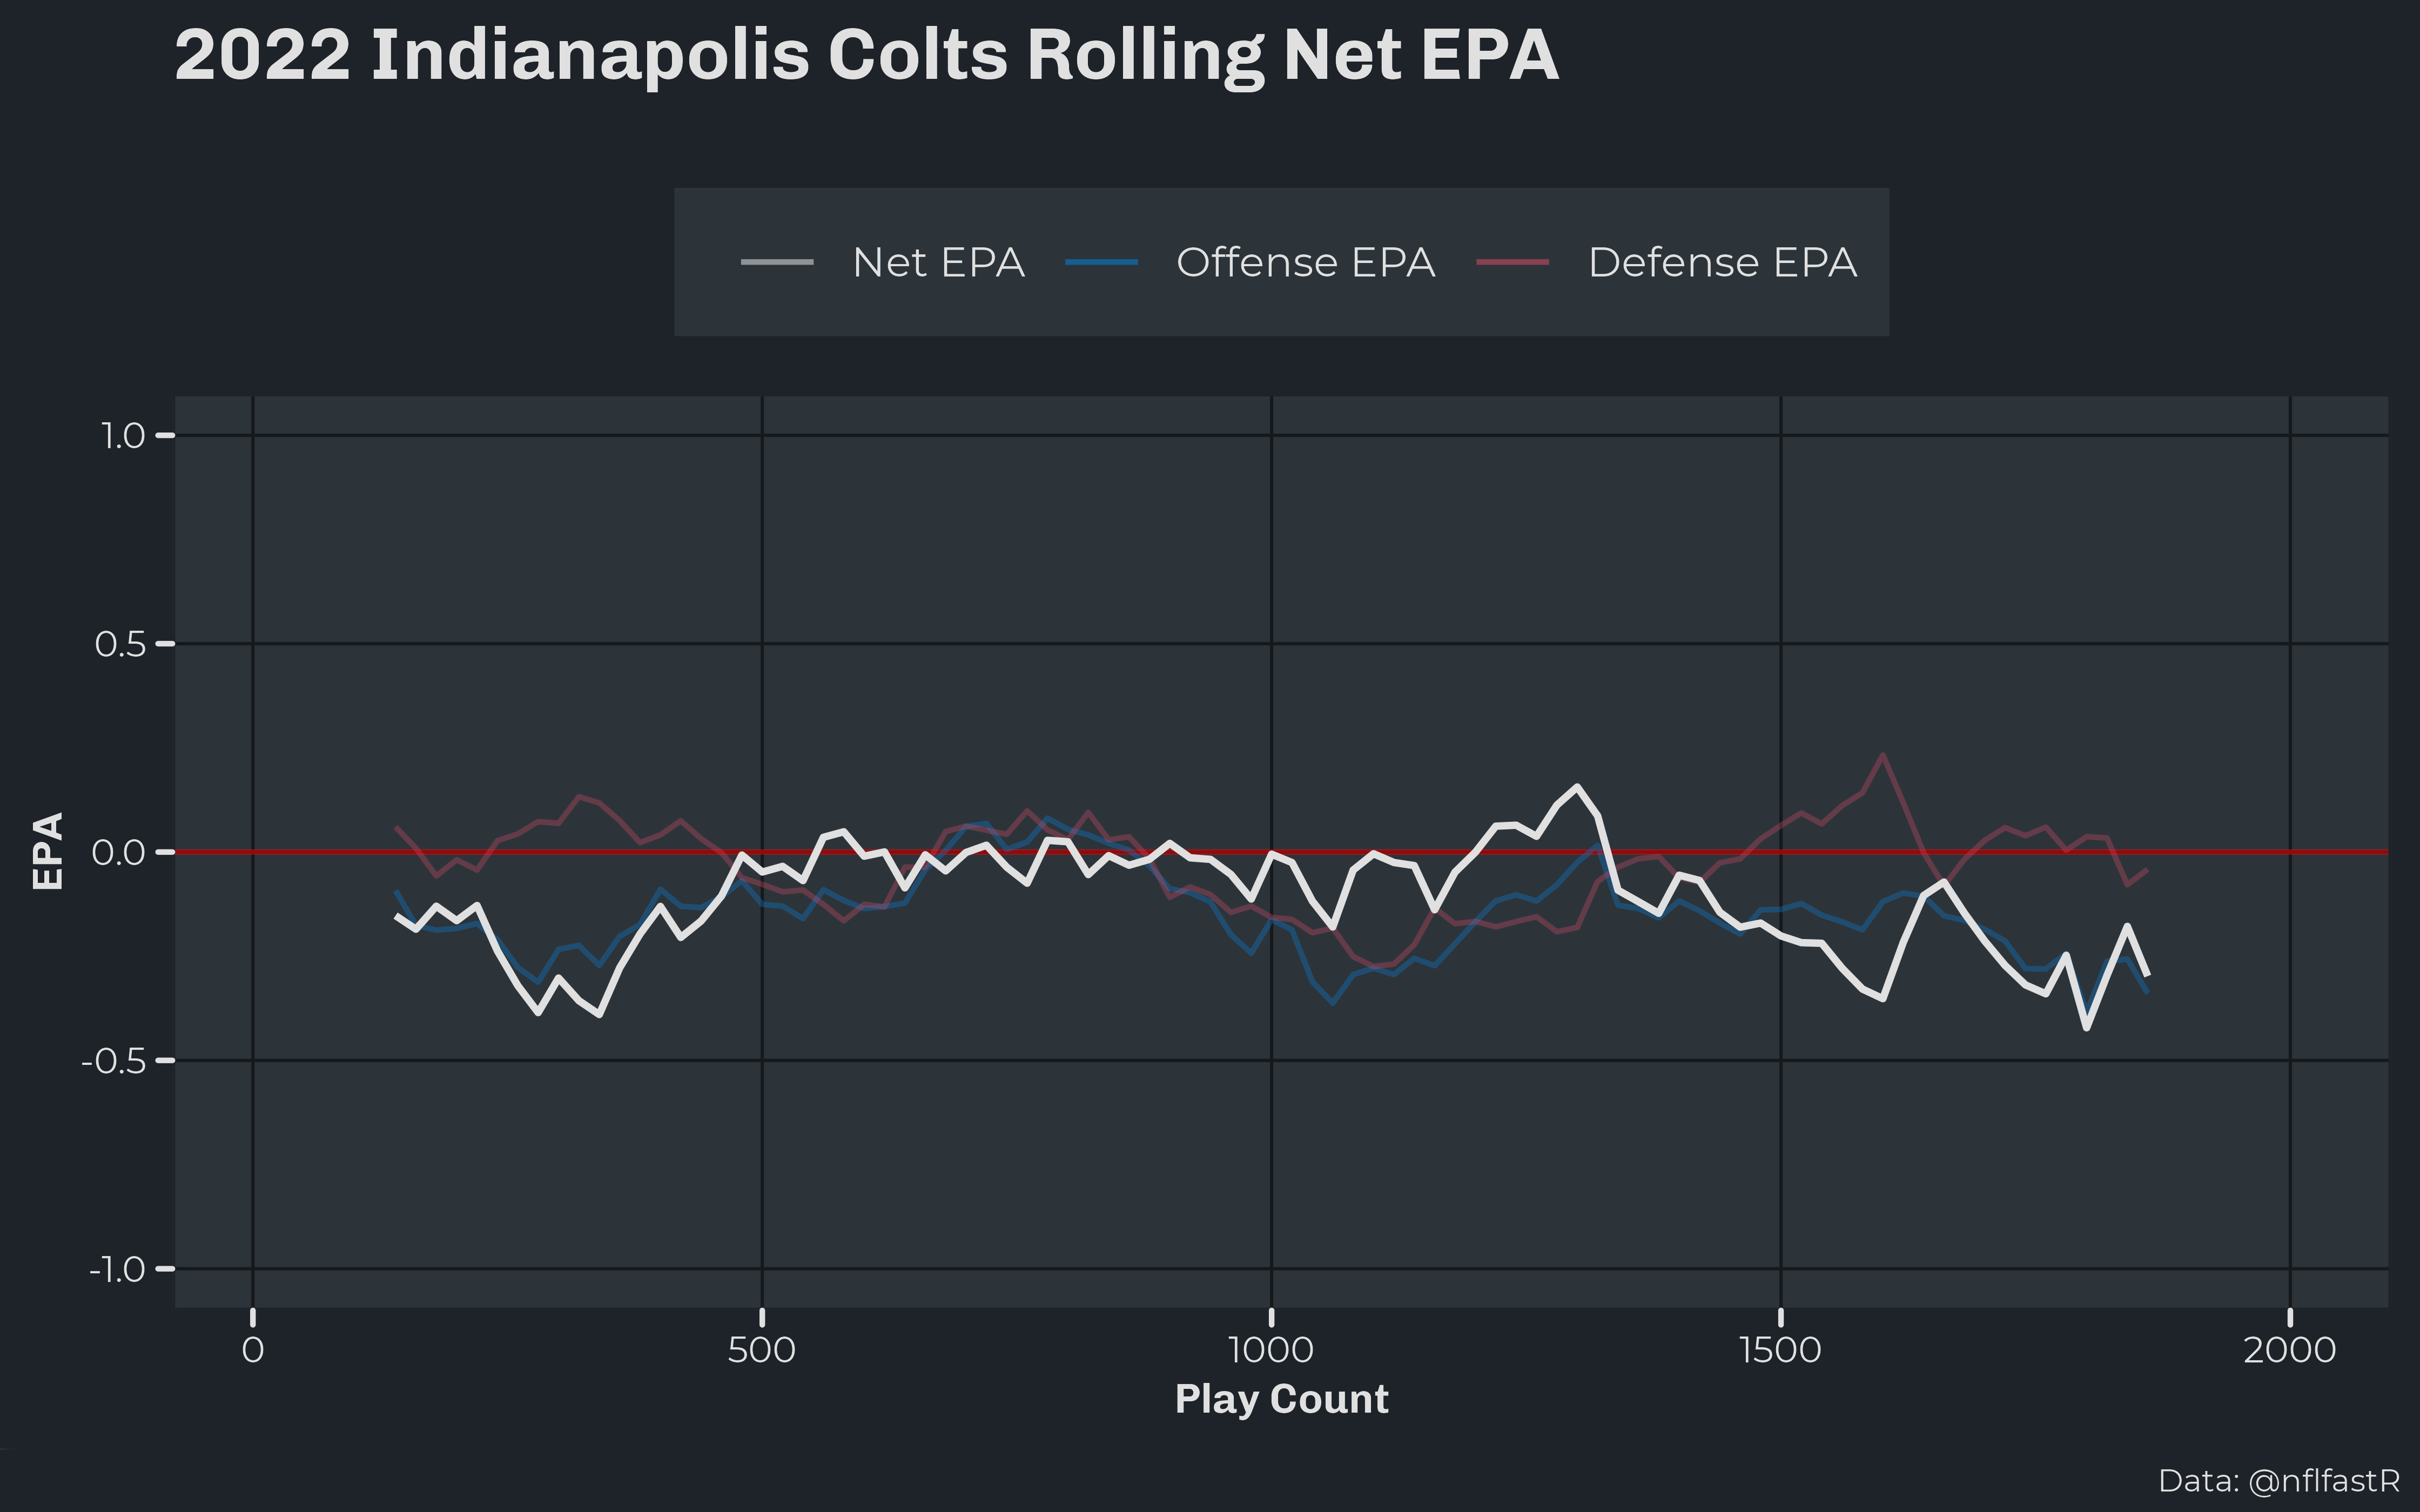 2022 Indianapolis Colts Rolling Net EPA
Net EPA Offense EPA Defense EPA
1.0
0.5
0.0
-0.5
-1.0
EPA
0 500 1000 1500 2000
Play Count
Data: @nflfastR